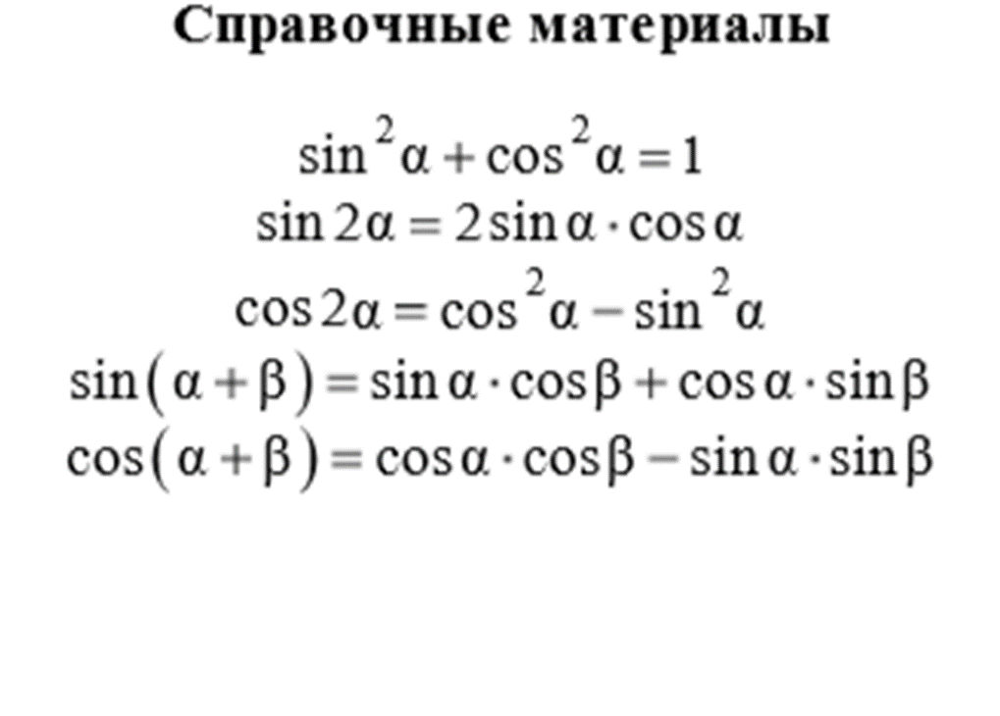 Справочные материалы
sin²α + cos²α = 1
sin 2α = 2 sin α · cos α
cos 2α = cos²α − sin²α
sin(α + β) = sin α · cos β + cos α · sin β
cos(α + β) = cos α · cos β − sin α · sin β